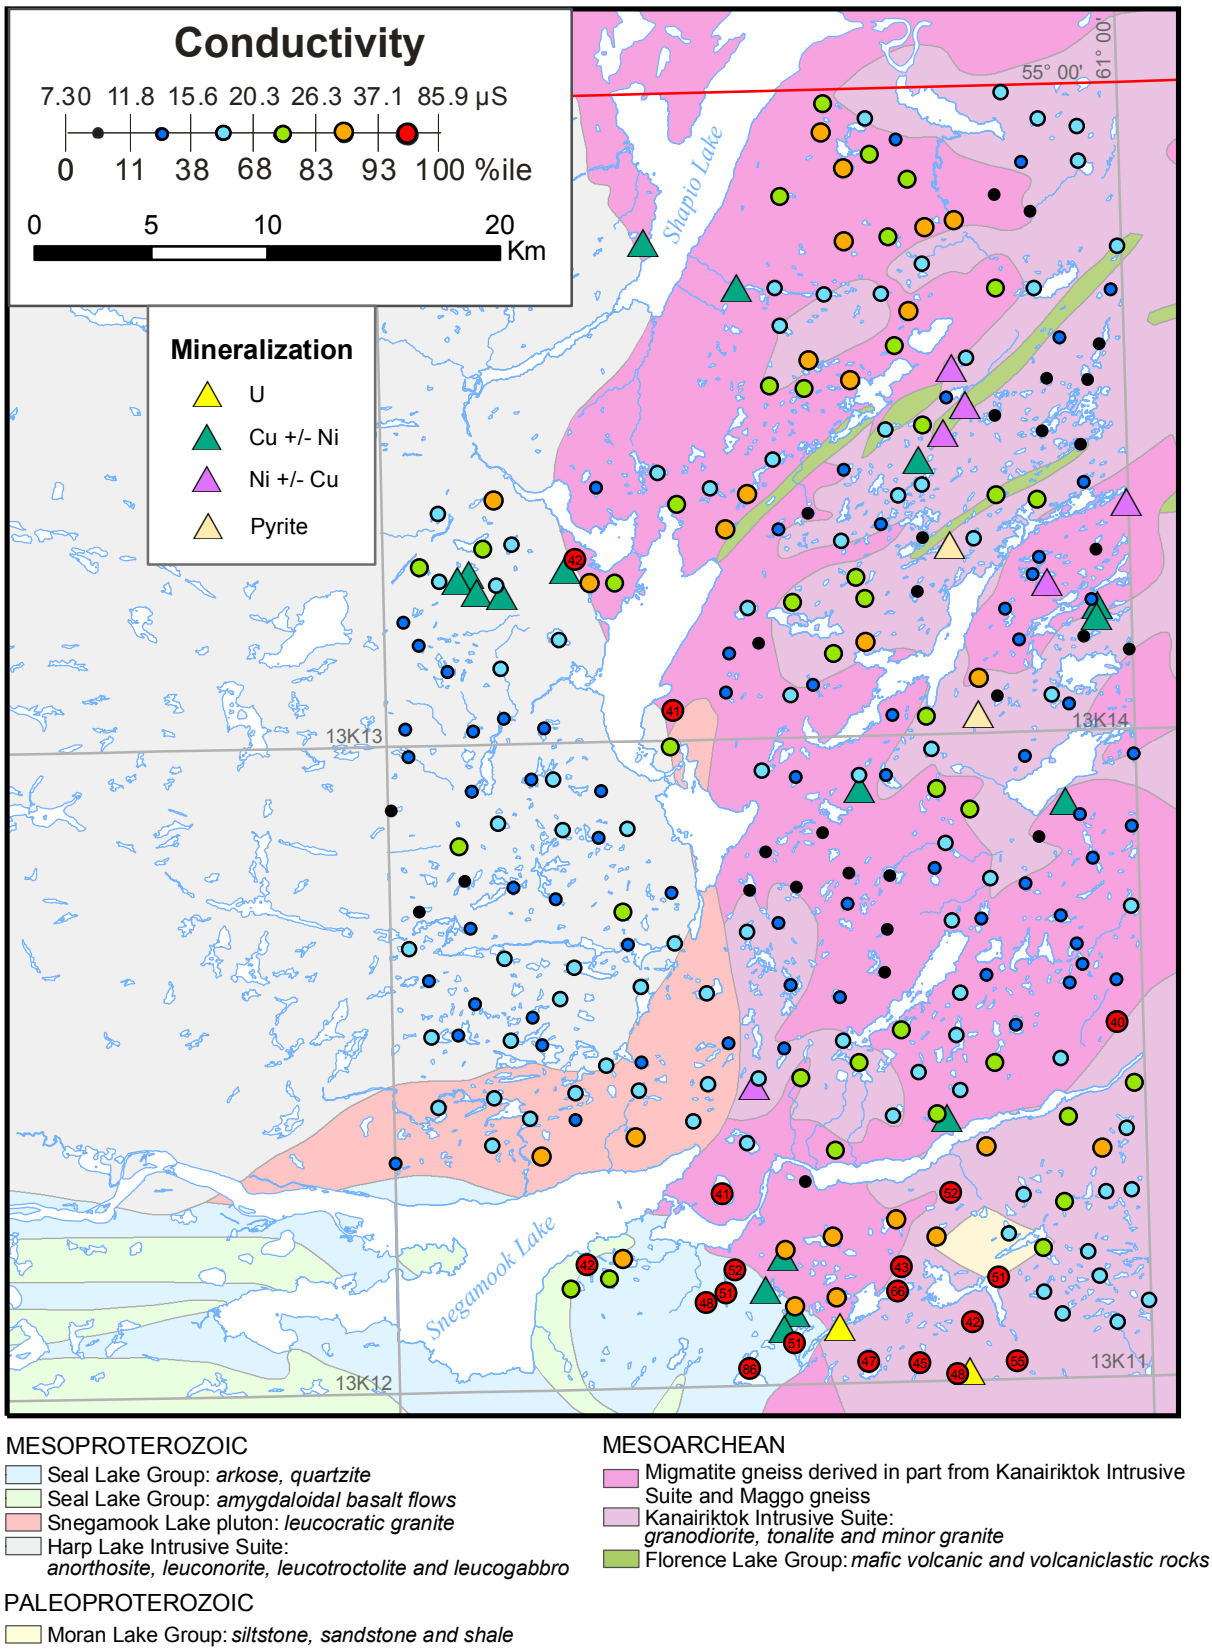 Conductivity
7.30 11.8 15.6 20.3 26.3 37.1 85.9 µS
0 11 38 68 83 93 100 %ile
0 5 10 20
Km
Mineralization
U
Cu +/- Ni
Ni +/- Cu
Pyrite
55° 00'
61° 00'
Shapio Lake
42
41
13K13
13K14
40
41
52
42
52
43
51
51
48
66
42
51
47
45
55
86
48
Snegamook Lake
13K12
13K11
MESOPROTEROZOIC
Seal Lake Group: arkose, quartzite
Seal Lake Group: amygdaloidal basalt flows
Snegamook Lake pluton: leucocratic granite
Harp Lake Intrusive Suite:
anorthosite, leuconorite, leucotroctolite and leucogabbro
PALEOPROTEROZOIC
Moran Lake Group: siltstone, sandstone and shale
MESOARCHEAN
Migmatite gneiss derived in part from Kanairiktok Intrusive
Suite and Maggo gneiss
Kanairiktok Intrusive Suite:
granodiorite, tonalite and minor granite
Florence Lake Group: mafic volcanic and volcaniclastic rocks